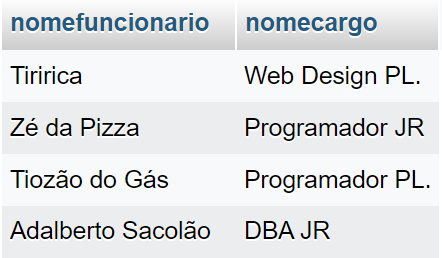 nomefuncionario nomecargo
Tiririca Web Design PL.
Zé da Pizza Programador JR
Tiozão do Gás Programador PL.
Adalberto Sacolão DBA JR